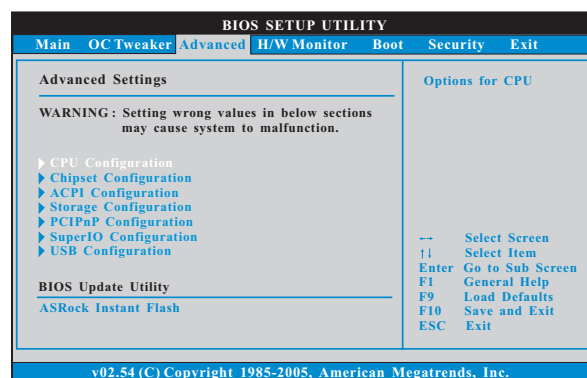 BIOS SETUP UTILITY
Main OC Tweaker Advanced H/W Monitor Boot Security Exit
Advanced Settings
WARNING : Setting wrong values in below sections
may cause system to malfunction.
CPU Configuration
Chipset Configuration
ACPI Configuration
Storage Configuration
PCIPnP Configuration
SuperIO Configuration
USB Configuration
BIOS Update Utility
ASRock Instant Flash
Options for CPU
←→ Select Screen
↑↓ Select Item
Enter Go to Sub Screen
F1 General Help
F9 Load Defaults
F10 Save and Exit
ESC Exit
v02.54 (C) Copyright 1985-2005, American Megatrends, Inc.